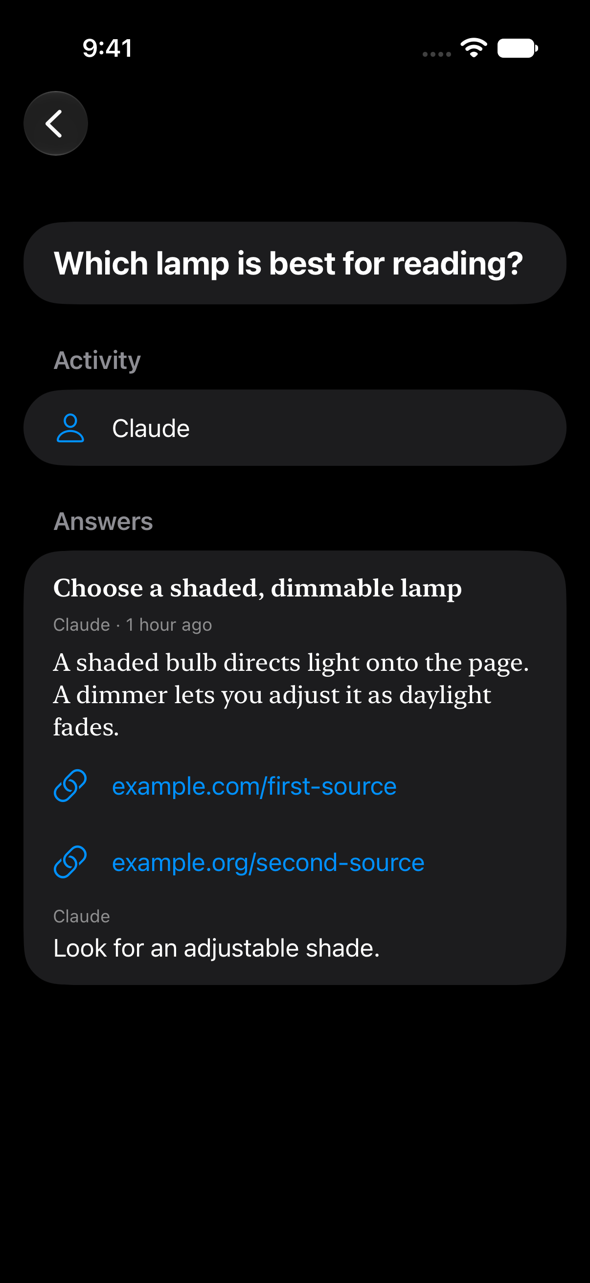 9:41
Which lamp is best for reading?
Activity
Claude
Answers
Choose a shaded, dimmable lamp
Claude · 1 hour ago
A shaded bulb directs light onto the page.
A dimmer lets you adjust it as daylight
fades.
example.com/first-source
example.org/second-source
Claude
Look for an adjustable shade.